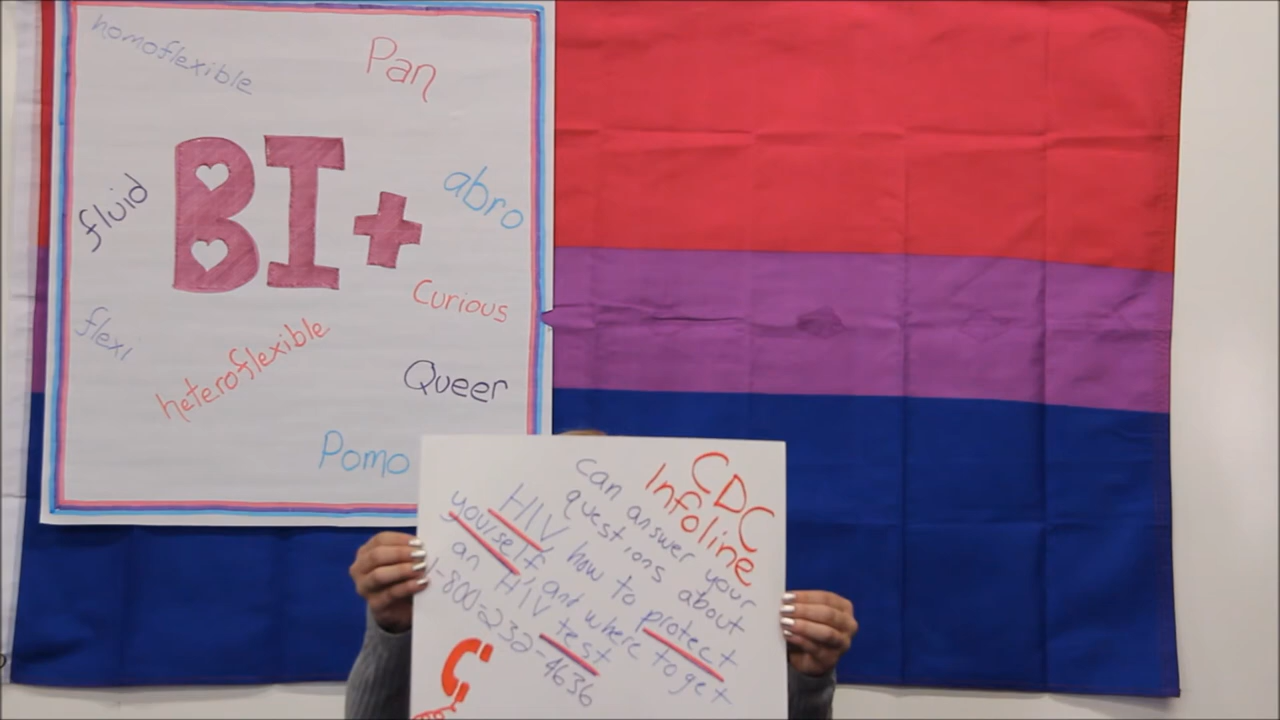 homoflexible
Pan
BI+
abro
fluid
Curious
flexi
heteroflexible
Queer
Pomo
CDC
Infoline
can answer your
questions about
HIV, how to protect
yourself, and where to get
an HIV test
1-800-232-4636